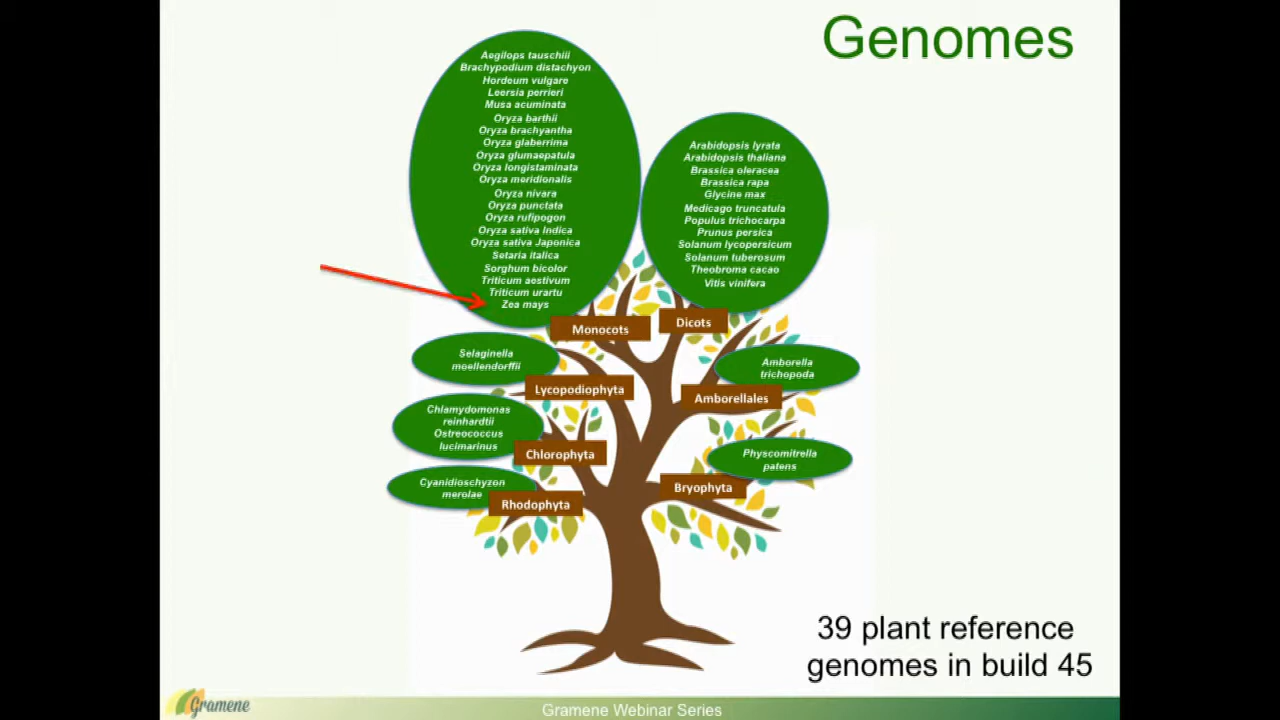 Genomes
Aegilops tauschiii
Brachypodium distachyon
Hordeum vulgare
Leersia perrieri
Musa acuminata
Oryza barthii
Oryza brachyantha
Oryza glaberrima
Oryza glumaepatula
Oryza longistaminata
Oryza meridionalis
Oryza nivara
Oryza punctata
Oryza rufipogon
Oryza sativa Indica
Oryza sativa Japonica
Setaria italica
Sorghum bicolor
Triticum aestivum
Triticum urartu
Zea mays
Monocots
Arabidopsis lyrata
Arabidopsis thaliana
Brassica oleracea
Brassica rapa
Glycine max
Medicago truncatula
Populus trichocarpa
Prunus persica
Solanum lycopersicum
Solanum tuberosum
Theobroma cacao
Vitis vinifera
Dicots
Selaginella
moellendorffii
Lycopodiophyta
Amborella
trichopoda
Amborellales
Chlamydomonas
reinhardtii
Ostreococcus
lucimarinus
Chlorophyta
Physcomitrella
patens
Bryophyta
Cyanidioschyzon
merolae
Rhodophyta
39 plant reference
genomes in build 45
Gramene
Gramene Webinar Series